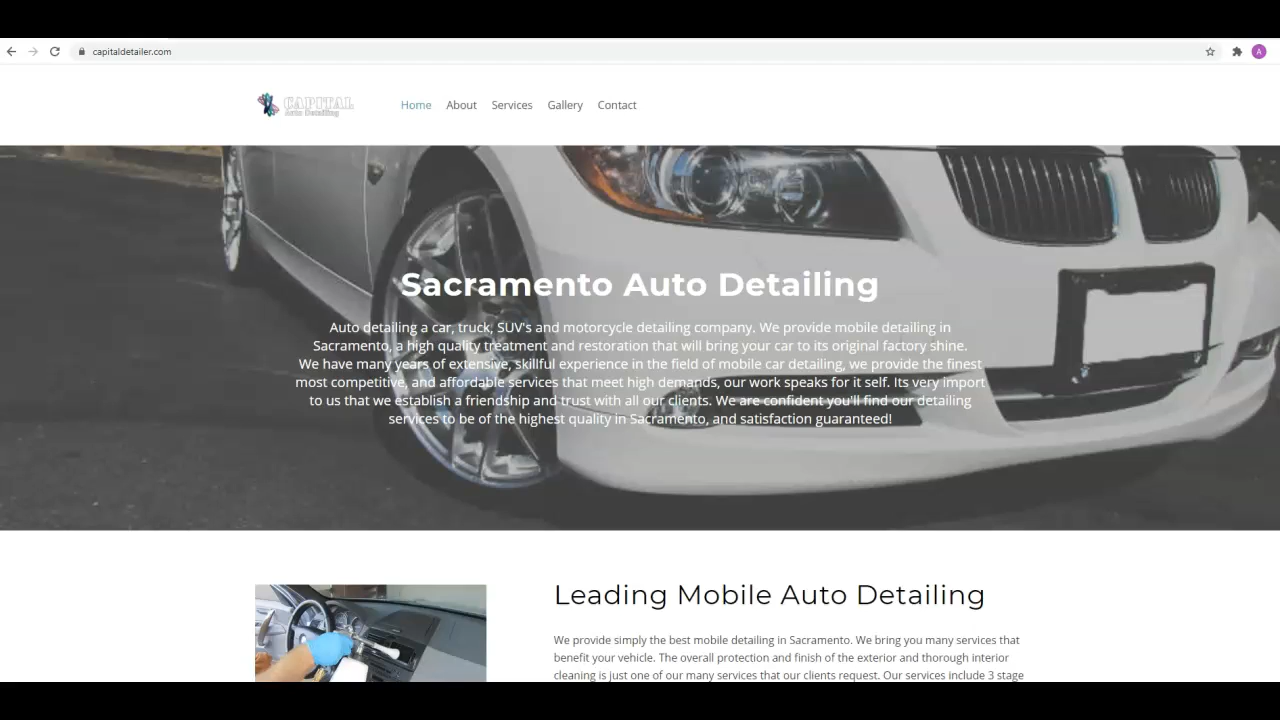 capitaldetailer.com
A
CAPITAL
Auto Detailing
Home About Services Gallery Contact
Sacramento Auto Detailing
Auto detailing a car, truck, SUV's and motorcycle detailing company. We provide mobile detailing in
Sacramento, a high quality treatment and restoration that will bring your car to its original factory shine.
We have many years of extensive, skillful experience in the field of mobile car detailing, we provide the finest
most competitive, and affordable services that meet high demands, our work speaks for it self. Its very import
to us that we establish a friendship and trust with all our clients. We are confident you'll find our detailing
services to be of the highest quality in Sacramento, and satisfaction guaranteed!
Leading Mobile Auto Detailing
We provide simply the best mobile detailing in Sacramento. We bring you many services that
benefit your vehicle. The overall protection and finish of the exterior and thorough interior
cleaning is just one of our many services that our clients request. Our services include 3 stage